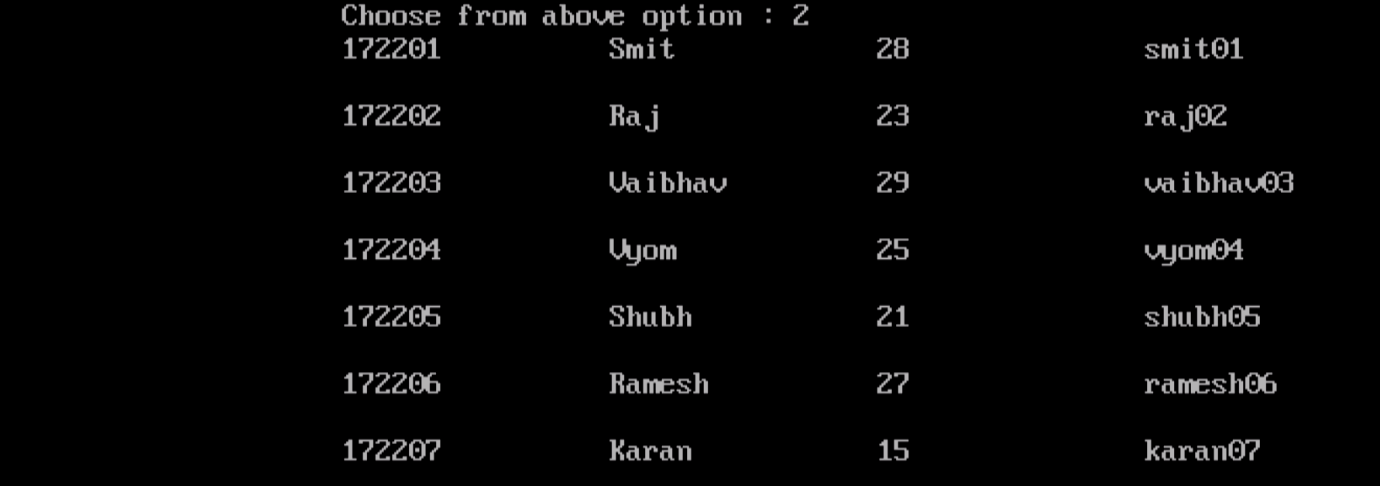 Choose from above option : 2
172201 Smit 28 smit01
172202 Raj 23 raj02
172203 Vaibhav 29 vaibhav03
172204 Vyom 25 vyom04
172205 Shubh 21 shubh05
172206 Ramesh 27 ramesh06
172207 Karan 15 karan07